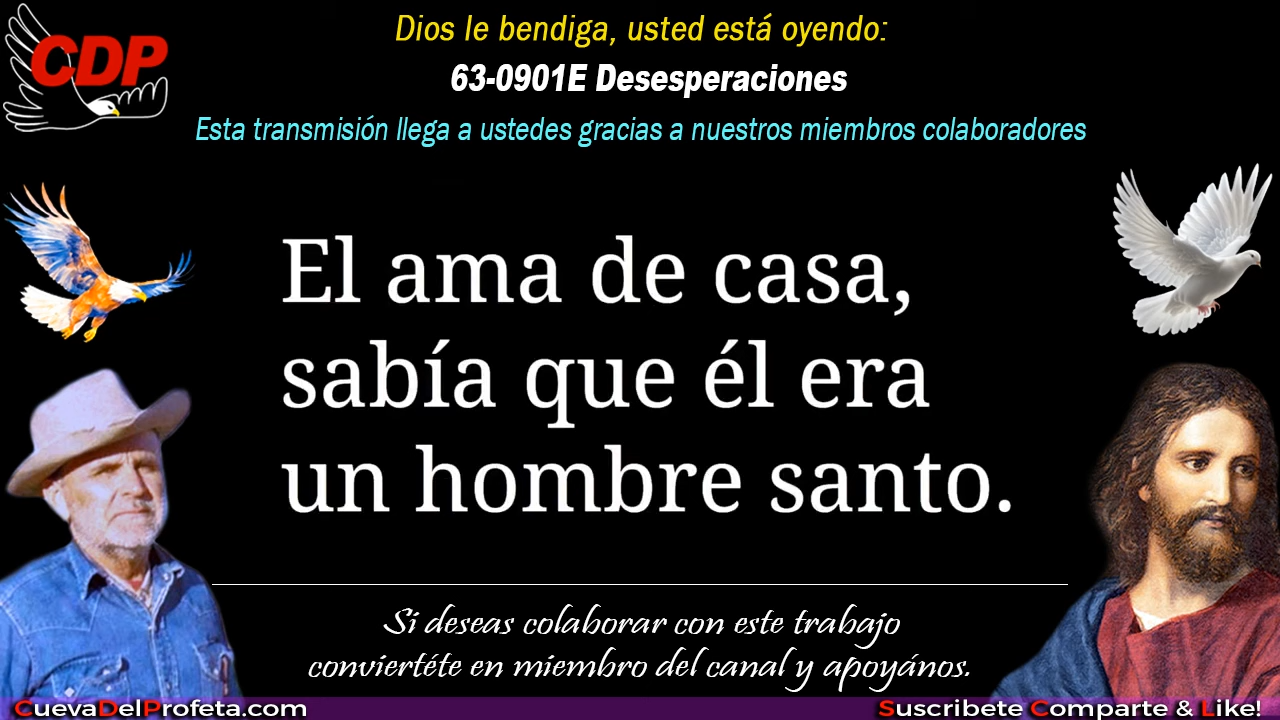 CDP
Dios le bendiga, usted está oyendo:
63-0901E Desesperaciones
Esta transmisión llega a ustedes gracias a nuestros miembros colaboradores
El ama de casa,
sabía que él era
un hombre santo.
Si deseas colaborar con este trabajo
conviertéte en miembro del canal y apoyános.
CuevaDelProfeta.com
Suscribete Comparte & Like!